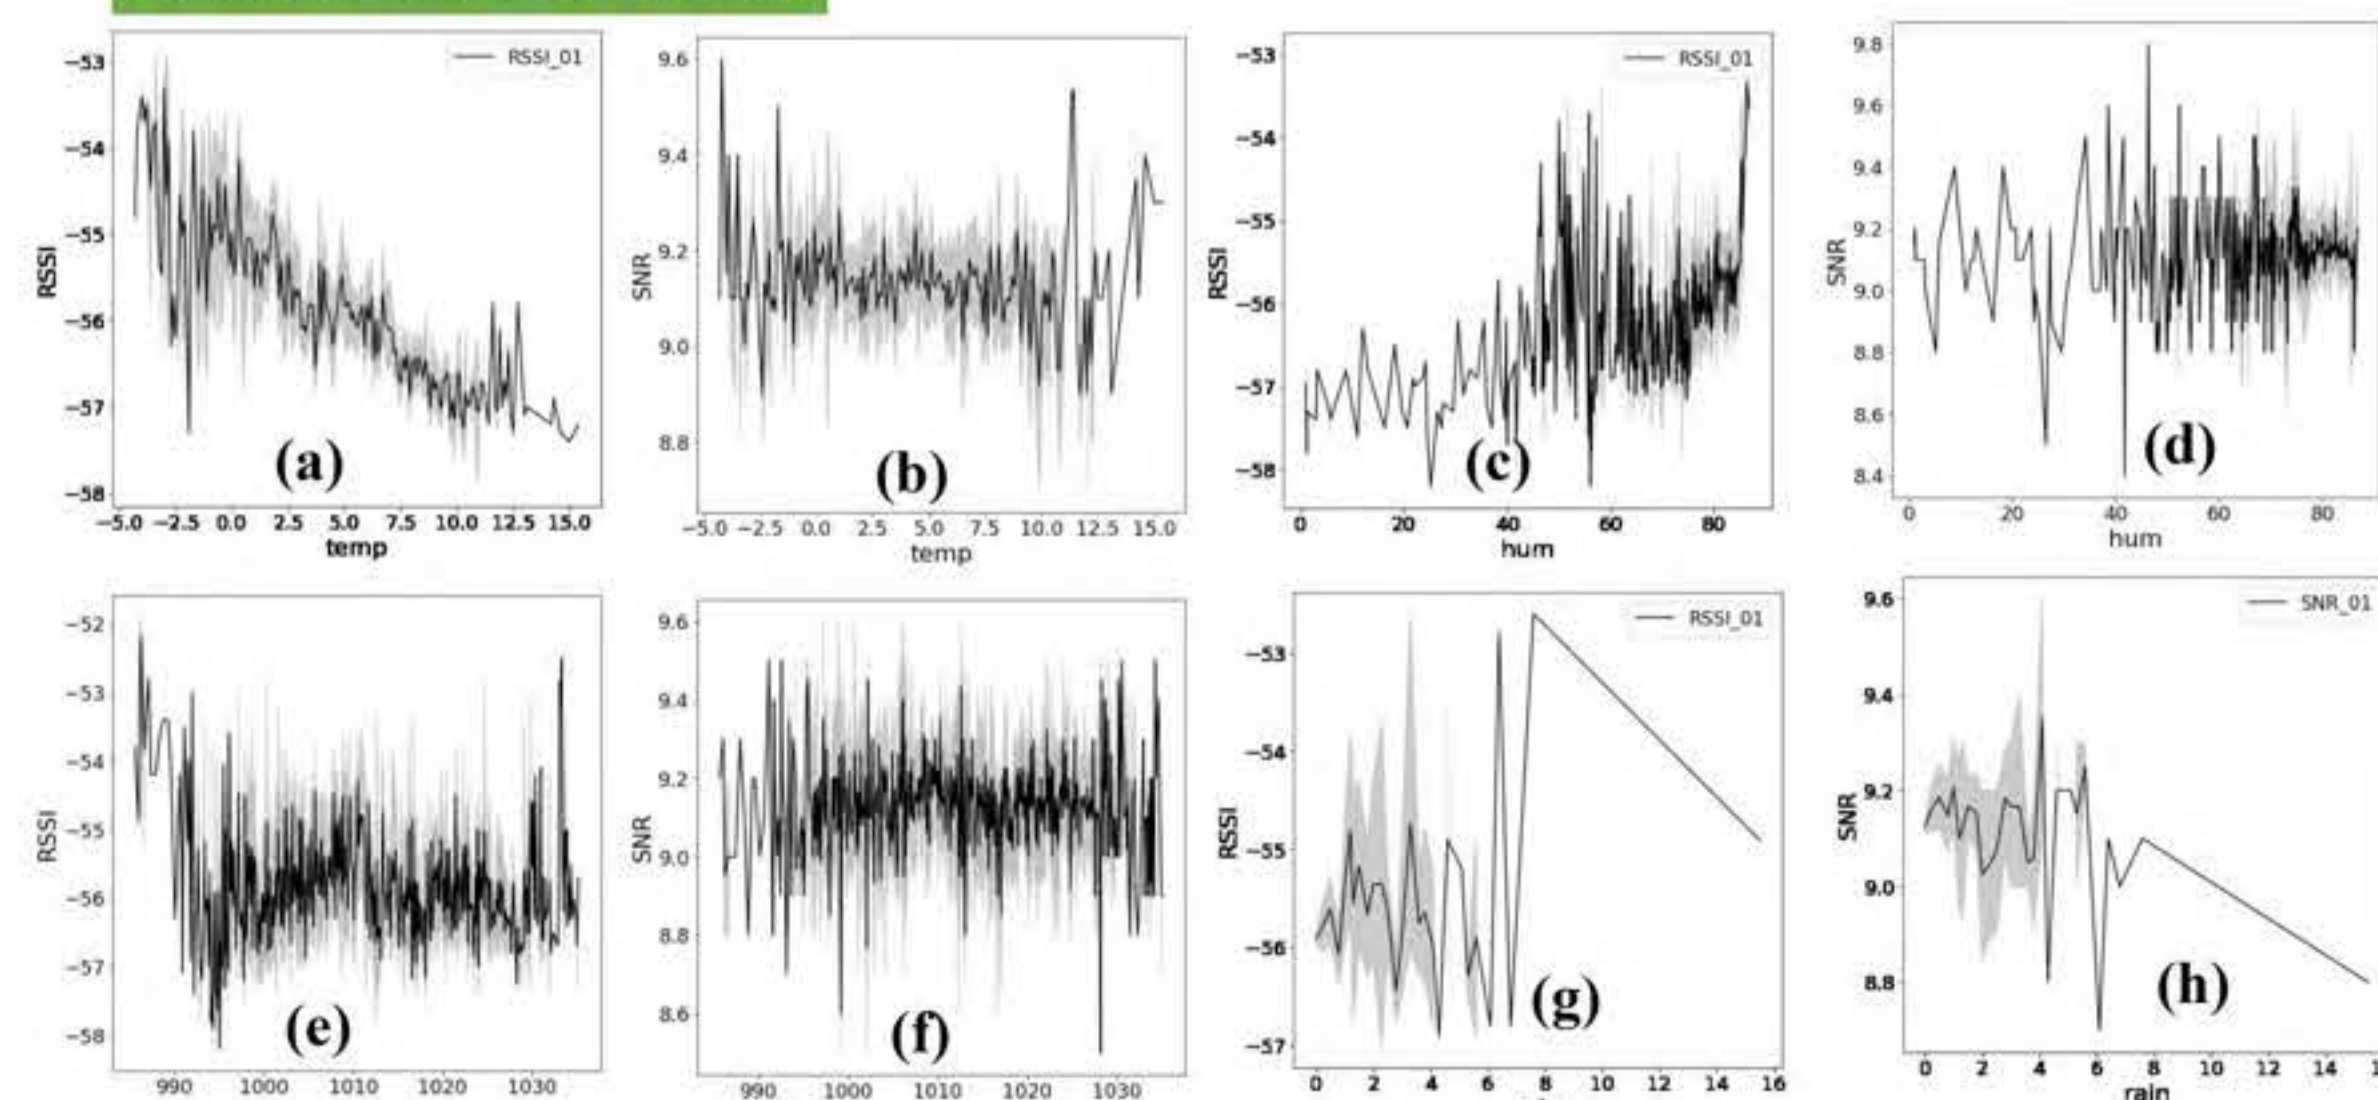 RSSI_01
−53
−54
−55
−56
−57
−58
RSSI
−5.0 −2.5 0.0 2.5 5.0 7.5 10.0 12.5 15.0
temp
(a)
9.6
9.4
9.2
9.0
8.8
SNR
−5.0 −2.5 0.0 2.5 5.0 7.5 10.0 12.5 15.0
temp
(b)
RSSI_01
−53
−54
−55
−56
−57
−58
RSSI
0 20 40 60 80
hum
(c)
9.8
9.6
9.4
9.2
9.0
8.8
8.6
8.4
SNR
0 20 40 60 80
hum
(d)
−52
−53
−54
−55
−56
−57
−58
RSSI
990 1000 1010 1020 1030
(e)
9.6
9.4
9.2
9.0
8.8
8.6
SNR
990 1000 1010 1020 1030
(f)
RSSI_01
−53
−54
−55
−56
−57
RSSI
0 2 4 6 8 10 12 14 16
(g)
SNR_01
9.6
9.4
9.2
9.0
8.8
SNR
0 2 4 6 8 10 12 14
rain
(h)